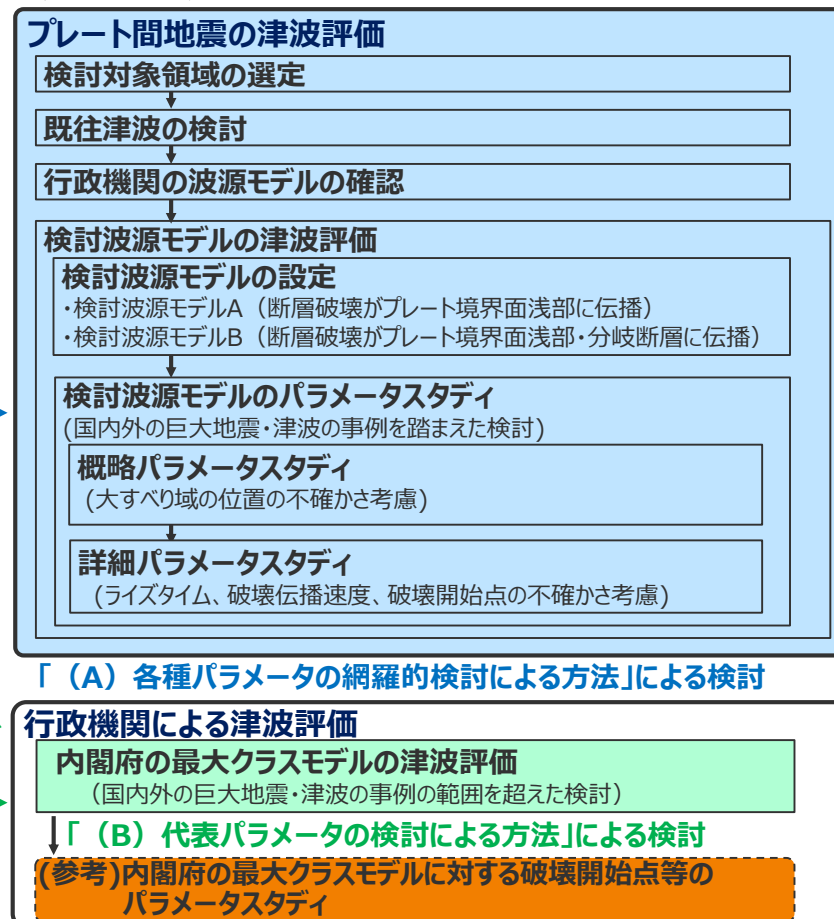 プレート間地震の津波評価
検討対象領域の選定
既往津波の検討
行政機関の波源モデルの確認
検討波源モデルの津波評価
検討波源モデルの設定
・検討波源モデルA（断層破壊がプレート境界面浅部に伝播）
・検討波源モデルB（断層破壊がプレート境界面浅部・分岐断層に伝播）
検討波源モデルのパラメータスタディ
(国内外の巨大地震・津波の事例を踏まえた検討)
概略パラメータスタディ
(大すべり域の位置の不確かさ考慮)
詳細パラメータスタディ
(ライズタイム、破壊伝播速度、破壊開始点の不確かさ考慮)
「（A）各種パラメータの網羅的検討による方法」による検討
行政機関による津波評価
内閣府の最大クラスモデルの津波評価
（国内外の巨大地震・津波の事例の範囲を超えた検討）
「（B）代表パラメータの検討による方法」による検討
(参考)内閣府の最大クラスモデルに対する破壊開始点等の
パラメータスタディ